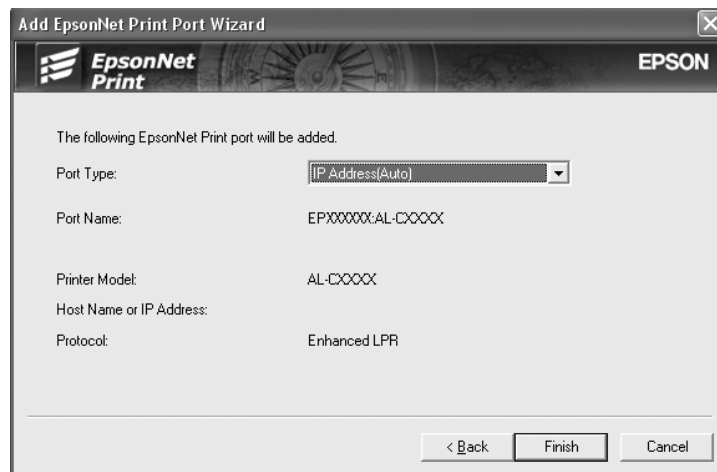 Add EpsonNet Print Port Wizard
EpsonNet
Print
EPSON
The following EpsonNet Print port will be added.
Port Type: IP Address(Auto)
Port Name: EPXXXXXX:AL-CXXXX
Printer Model: AL-CXXXX
Host Name or IP Address:
Protocol: Enhanced LPR
< Back Finish Cancel